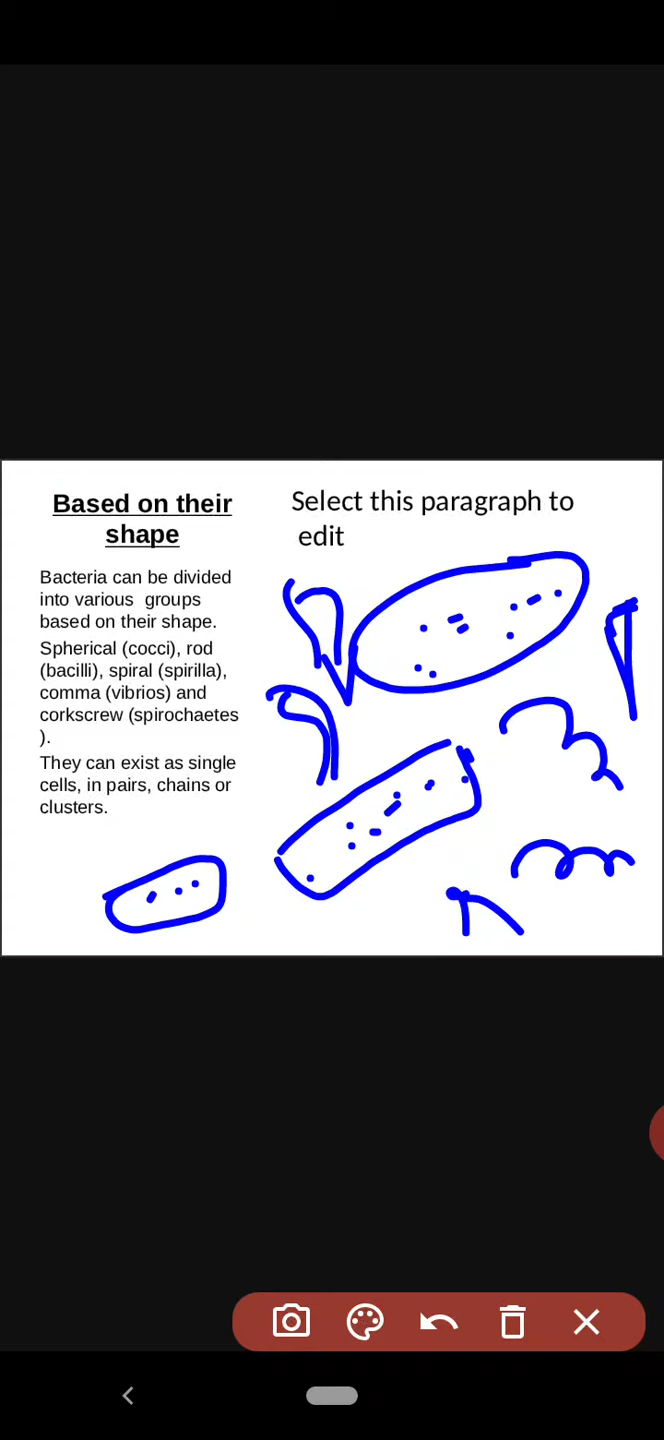 Based on their
shape
Bacteria can be divided
into various groups
based on their shape.
Spherical (cocci), rod
(bacilli), spiral (spirilla),
comma (vibrios) and
corkscrew (spirochaetes
).
They can exist as single
cells, in pairs, chains or
clusters.
Select this paragraph to
edit